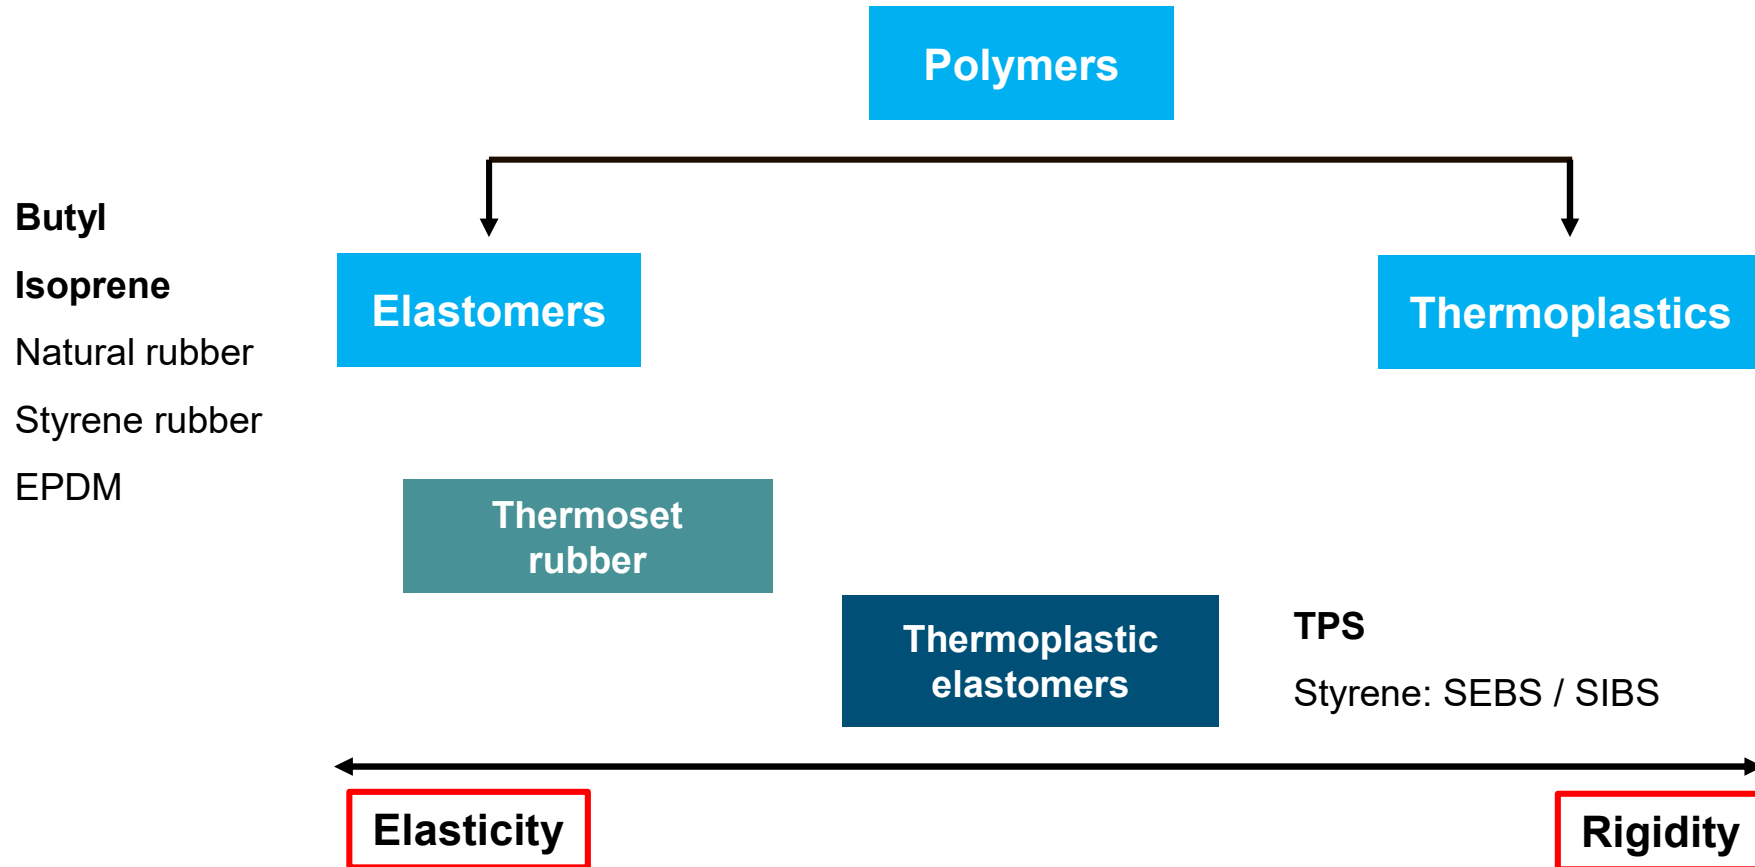 Polymers
Butyl
Isoprene
Natural rubber
Styrene rubber
EPDM
Elastomers
Thermoplastics
Thermoset
rubber
Thermoplastic
elastomers
TPS
Styrene: SEBS / SIBS
Elasticity
Rigidity